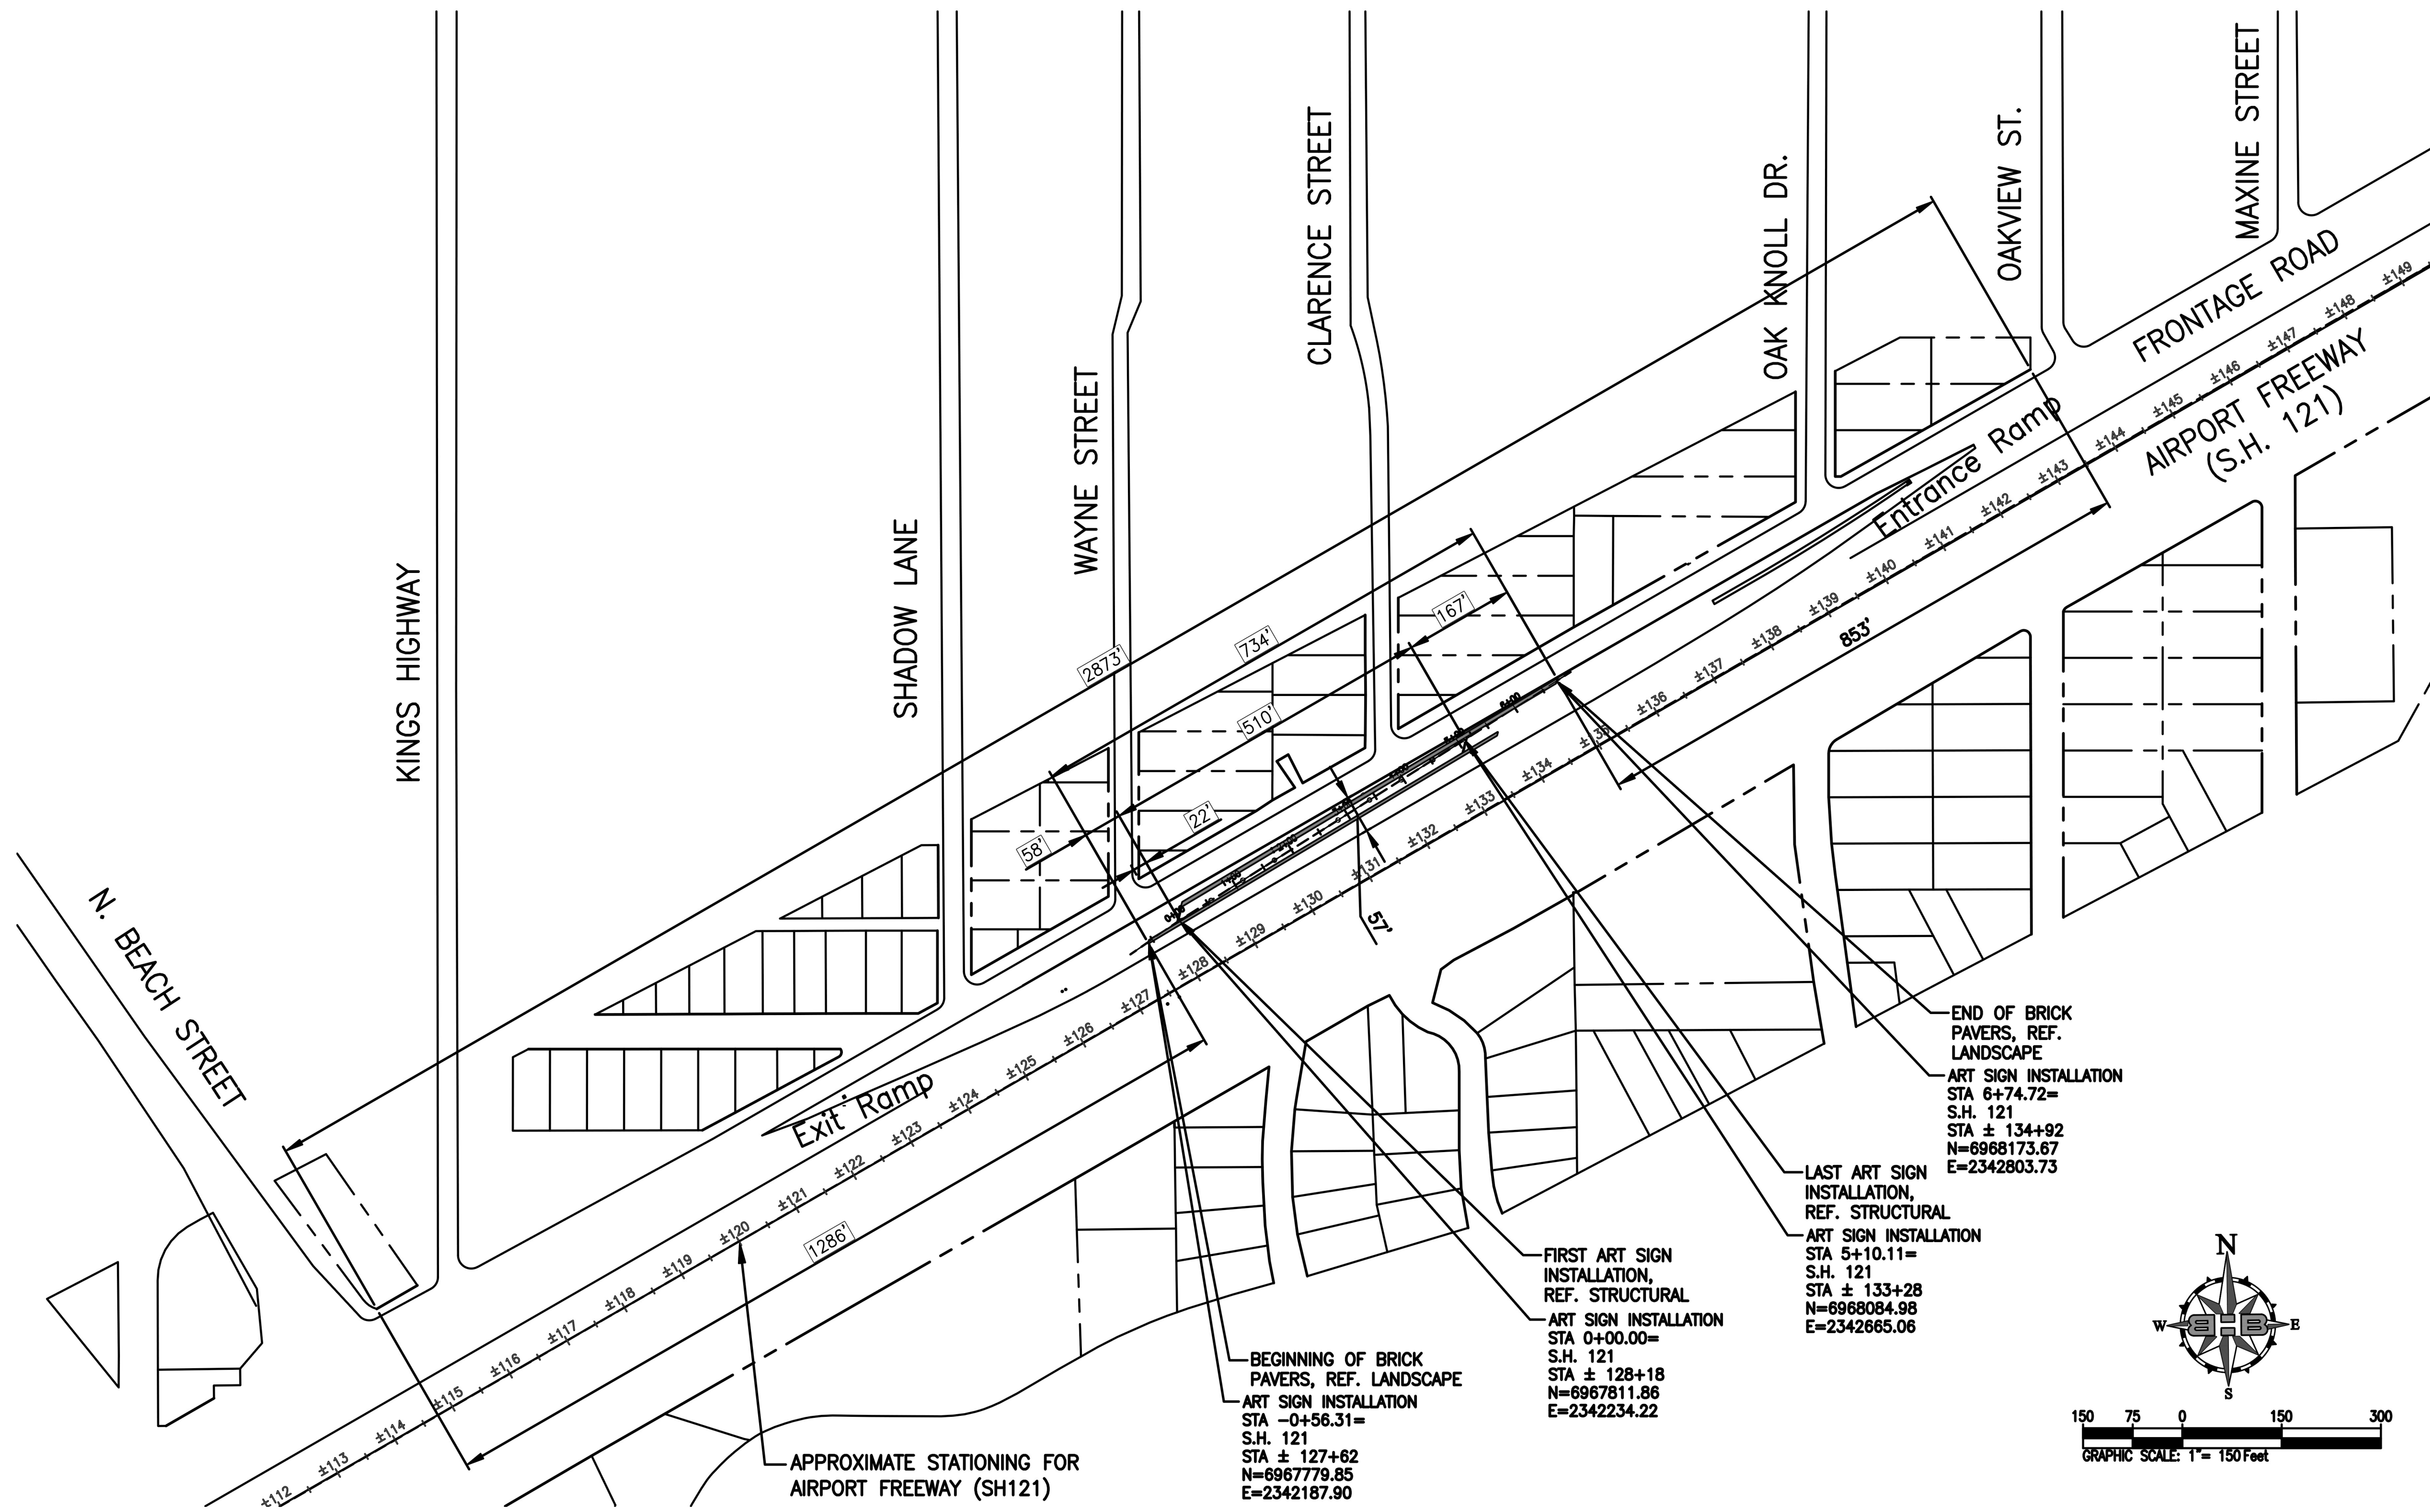 KINGS HIGHWAY
SHADOW LANE
WAYNE STREET
CLARENCE STREET
OAK KNOLL DR.
OAKVIEW ST.
MAXINE STREET
N. BEACH STREET
FRONTAGE ROAD
AIRPORT FREEWAY
(S.H. 121)
Entrance Ramp
Exit Ramp
2873'
734'
510'
167'
58'
22'
57'
853'
1286'
±112
±113
±114
±115
±116
±117
±118
±119
±120
±121
±122
±123
±124
±125
±126
±127
±128
±129
±130
±131
±132
±133
±134
±135
±136
±137
±138
±139
±140
±141
±142
±143
±144
±145
±146
±147
±148
±149
0+00
END OF BRICK
PAVERS, REF.
LANDSCAPE
ART SIGN INSTALLATION
STA 6+74.72=
S.H. 121
STA ± 134+92
N=6968173.67
E=2342803.73
LAST ART SIGN
INSTALLATION,
REF. STRUCTURAL
ART SIGN INSTALLATION
STA 5+10.11=
S.H. 121
STA ± 133+28
N=6968084.98
E=2342665.06
FIRST ART SIGN
INSTALLATION,
REF. STRUCTURAL
ART SIGN INSTALLATION
STA 0+00.00=
S.H. 121
STA ± 128+18
N=6967811.86
E=2342234.22
BEGINNING OF BRICK
PAVERS, REF. LANDSCAPE
ART SIGN INSTALLATION
STA -0+56.31=
S.H. 121
STA ± 127+62
N=6967779.85
E=2342187.90
APPROXIMATE STATIONING FOR
AIRPORT FREEWAY (SH121)
N
W
E
S
150 75 0 150 300
GRAPHIC SCALE: 1"= 150 Feet